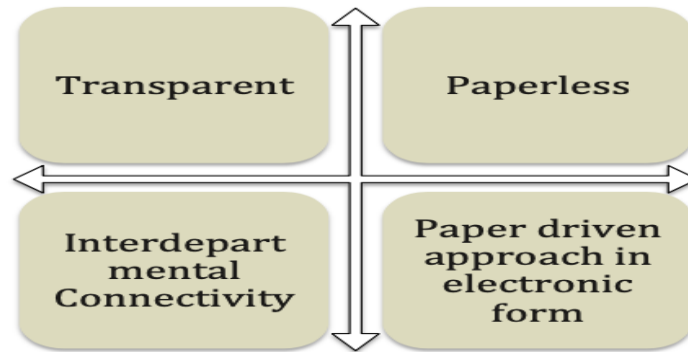 Transparent
Paperless
Interdepart
mental
Connectivity
Paper driven
approach in
electronic
form